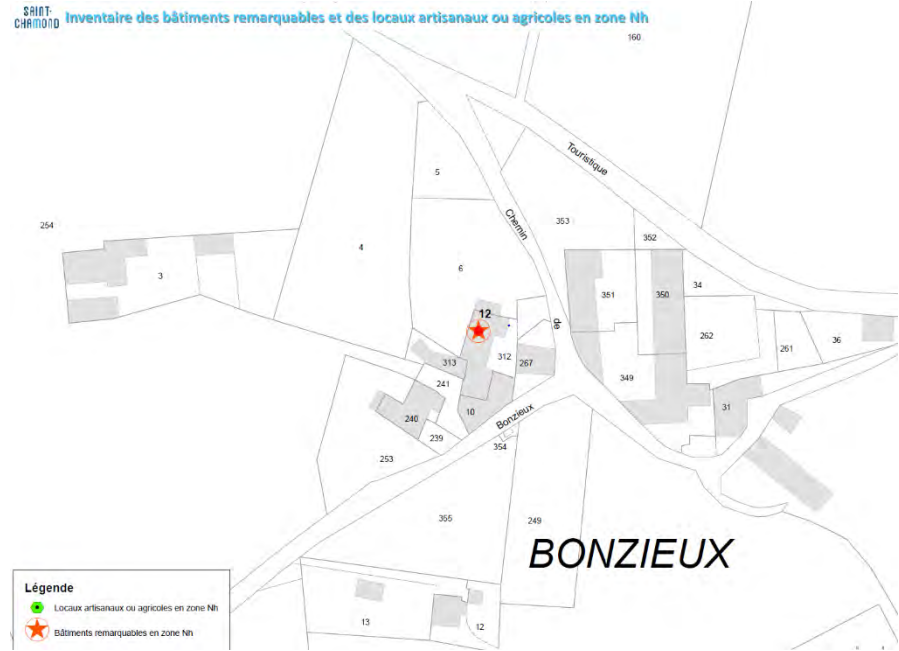 SAINT-
CHAMOND
Inventaire des bâtiments remarquables et des locaux artisanaux ou agricoles en zone Nh
160
5
Touristique
254
Chemin
353
4
352
3
6
34
351
350
12
de
262
261
36
313
312
267
241
349
240
10
31
Bonzieux
239
354
253
355
249
BONZIEUX
13
12
Légende
Locaux artisanaux ou agricoles en zone Nh
Bâtiments remarquables en zone Nh